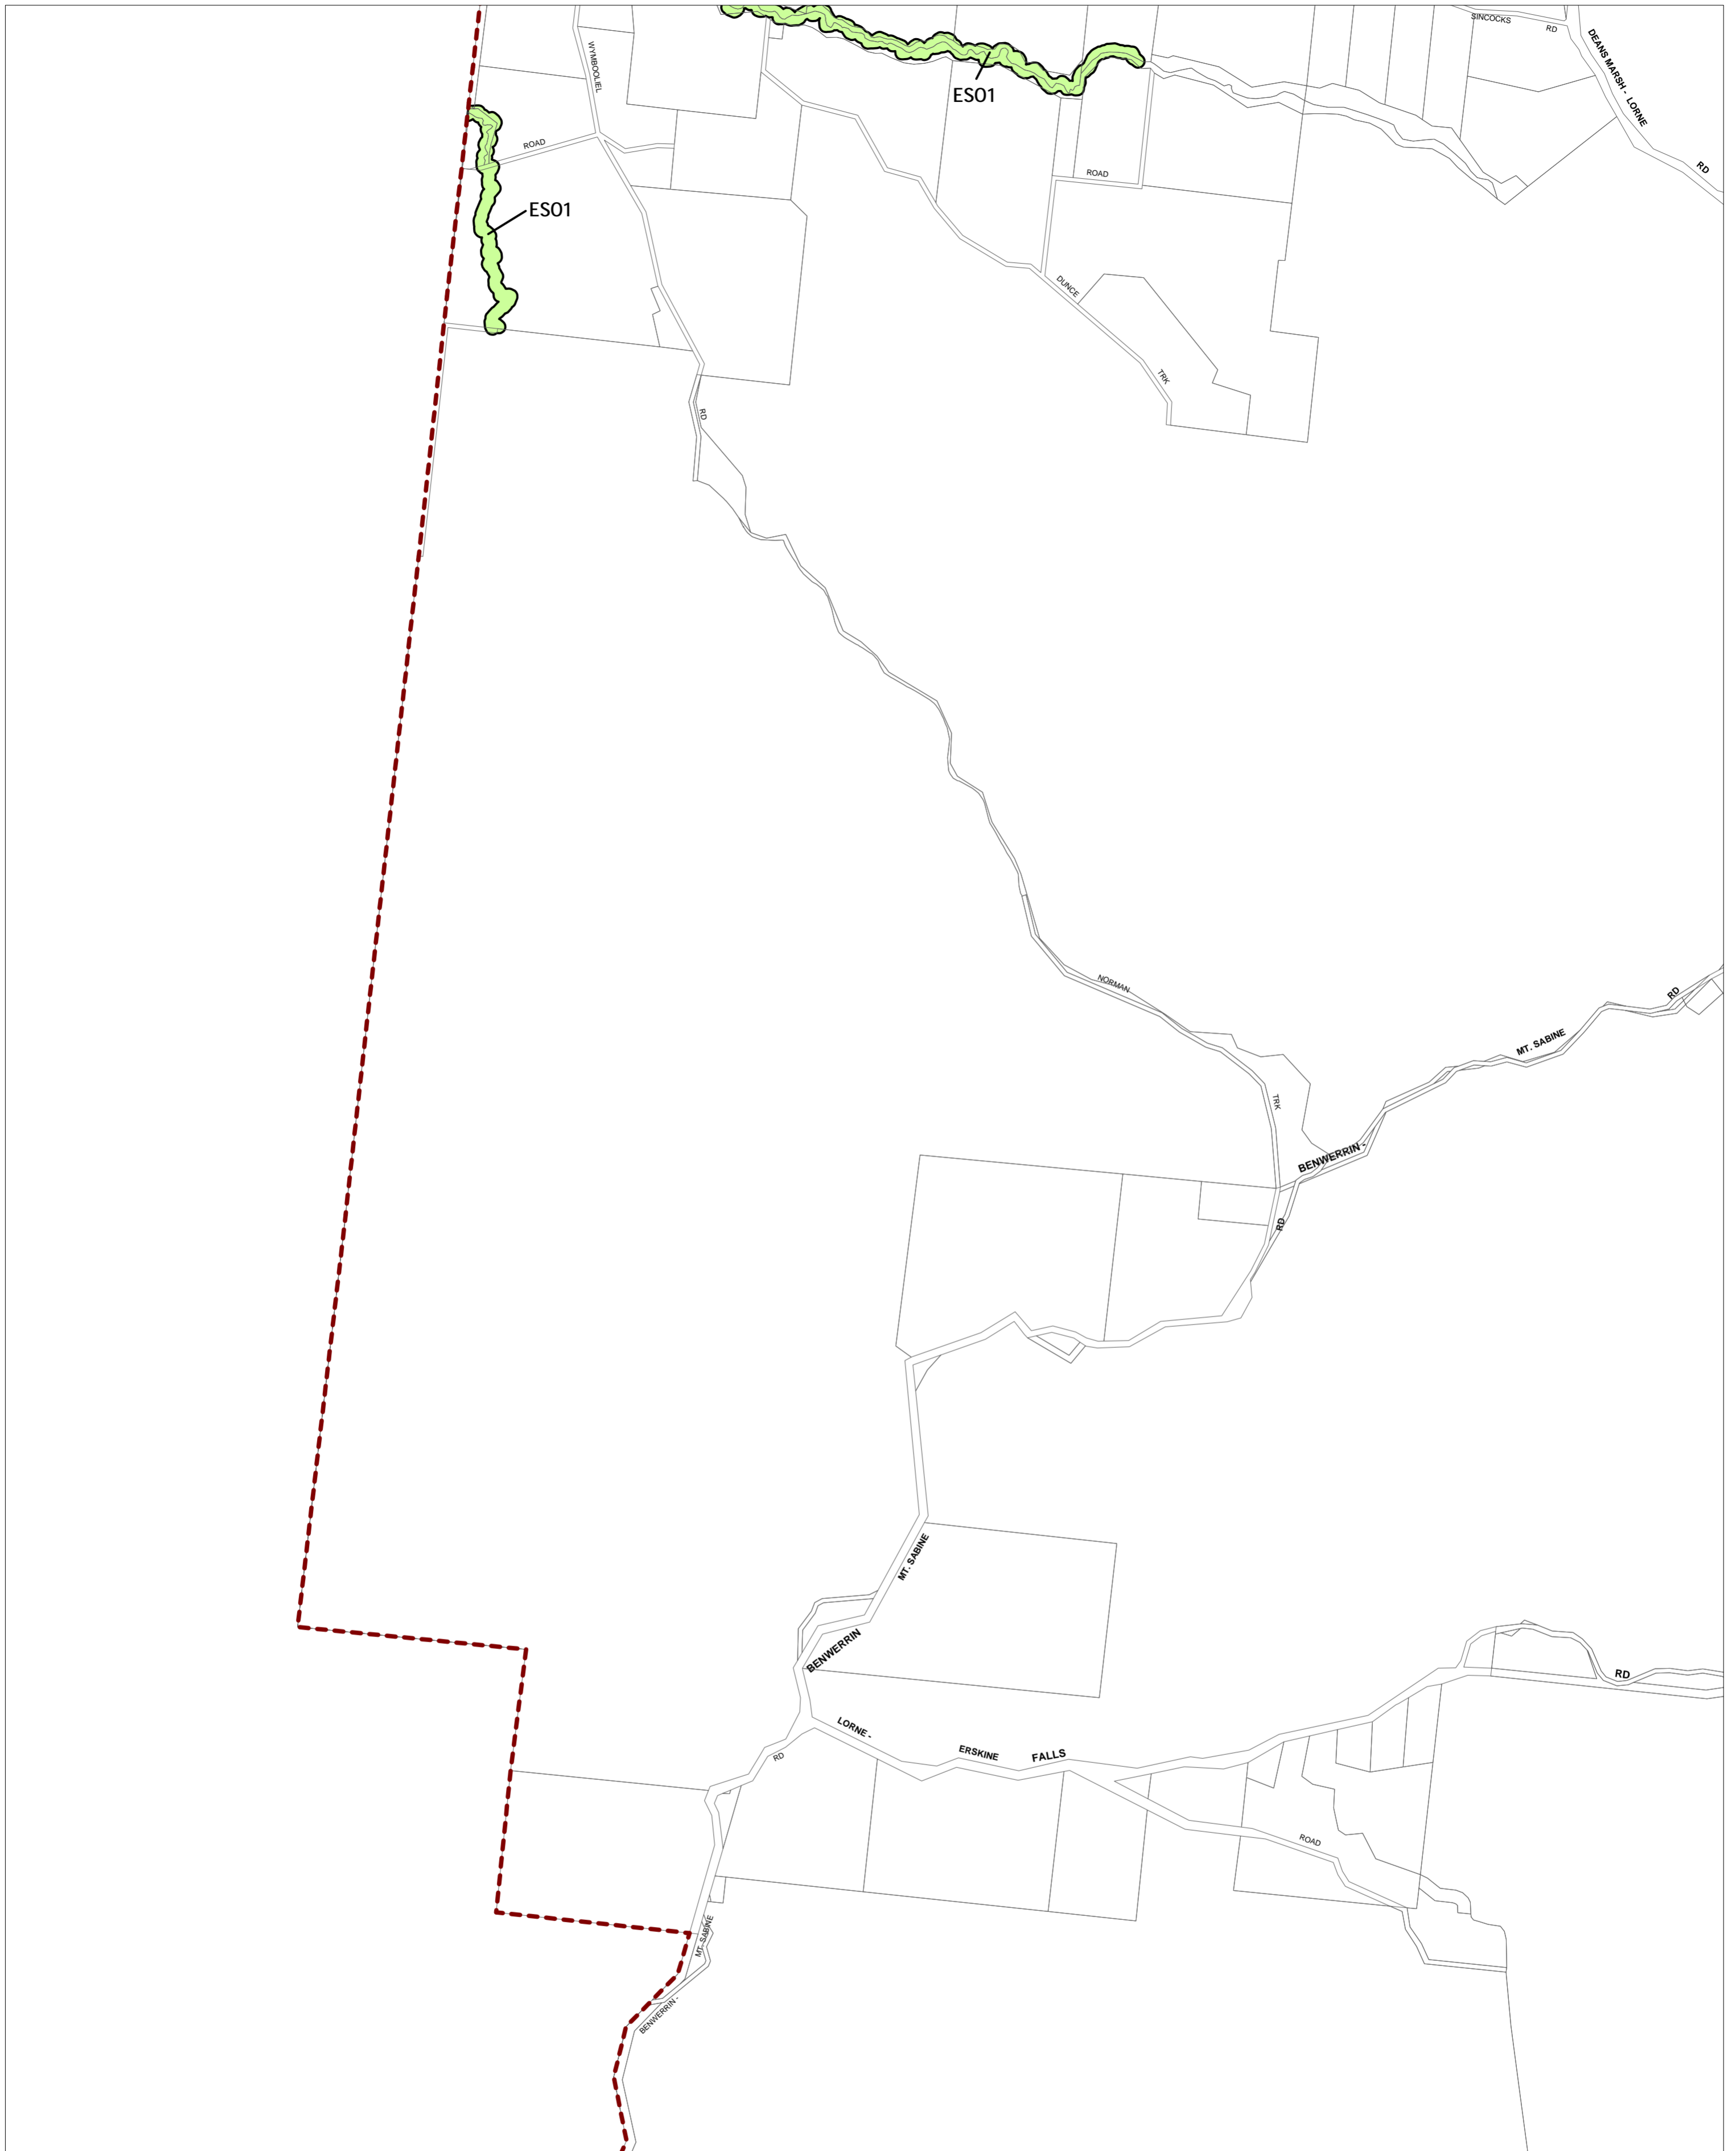 SINCOCKS
RD
DEANS MARSH - LORNE
RD
WYMBOOLIEL
ESO1
ROAD
ROAD
ESO1
DUNCE
TRK
RD
NORMAN
RD
MT. SABINE
TRK
BENWERRIN -
RD
MT. SABINE
BENWERRIN
RD
LORNE -
ERSKINE
FALLS
RD
ROAD
MT. SABINE
BENWERRIN -